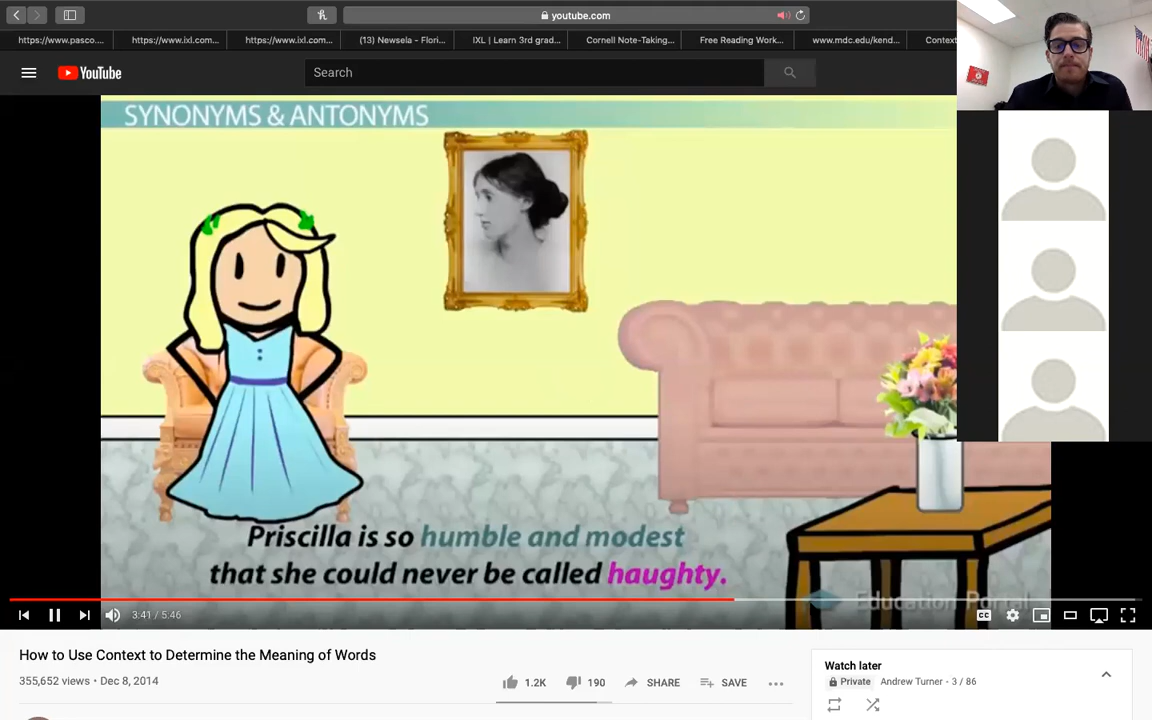 youtube.com
https://www.pasco....
https://www.ixl.com...
https://www.ixl.com...
(13) Newsela - Flori...
IXL | Learn 3rd grad...
Cornell Note-Taking...
Free Reading Work...
www.mdc.edu/kend...
Context
YouTube
Search
SYNONYMS & ANTONYMS
Priscilla is so humble and modest
that she could never be called haughty.
Education Portal
3:41 / 5:46
CC
How to Use Context to Determine the Meaning of Words
355,652 views • Dec 8, 2014
1.2K
190
SHARE
SAVE
Watch later
Private
Andrew Turner - 3 / 86